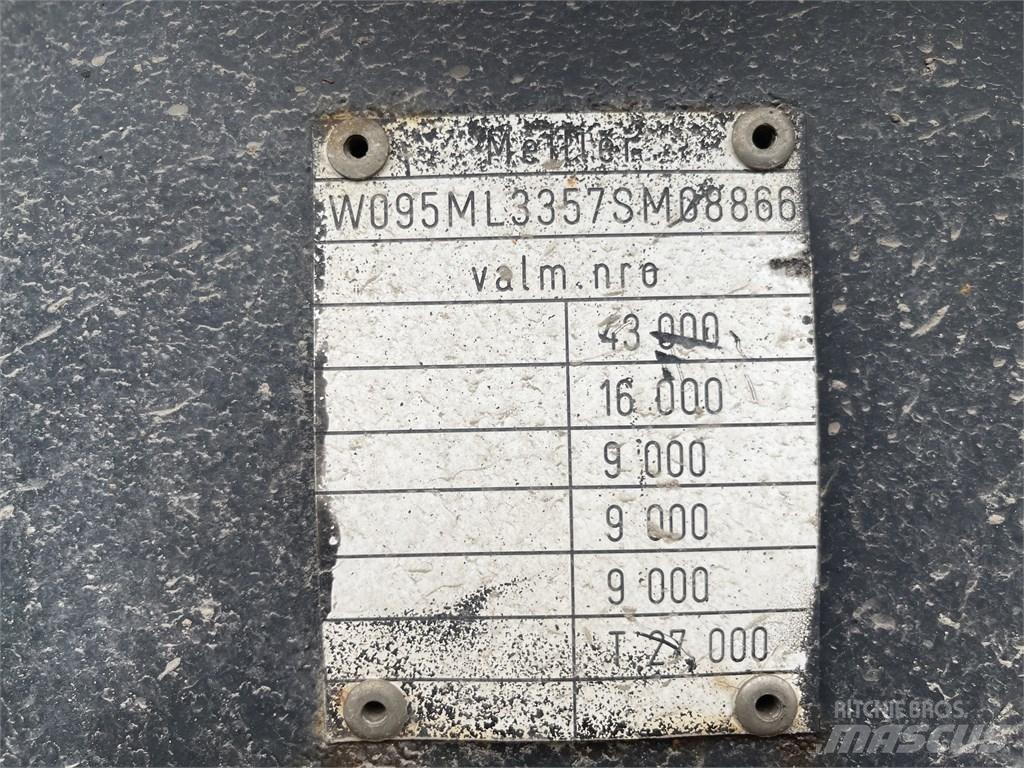 Meiller
W095ML3357SM08866
valm.nro
43 000
16 000
9 000
9 000
9 000
T 27 000
RITCHIE BROS.
MASCUS